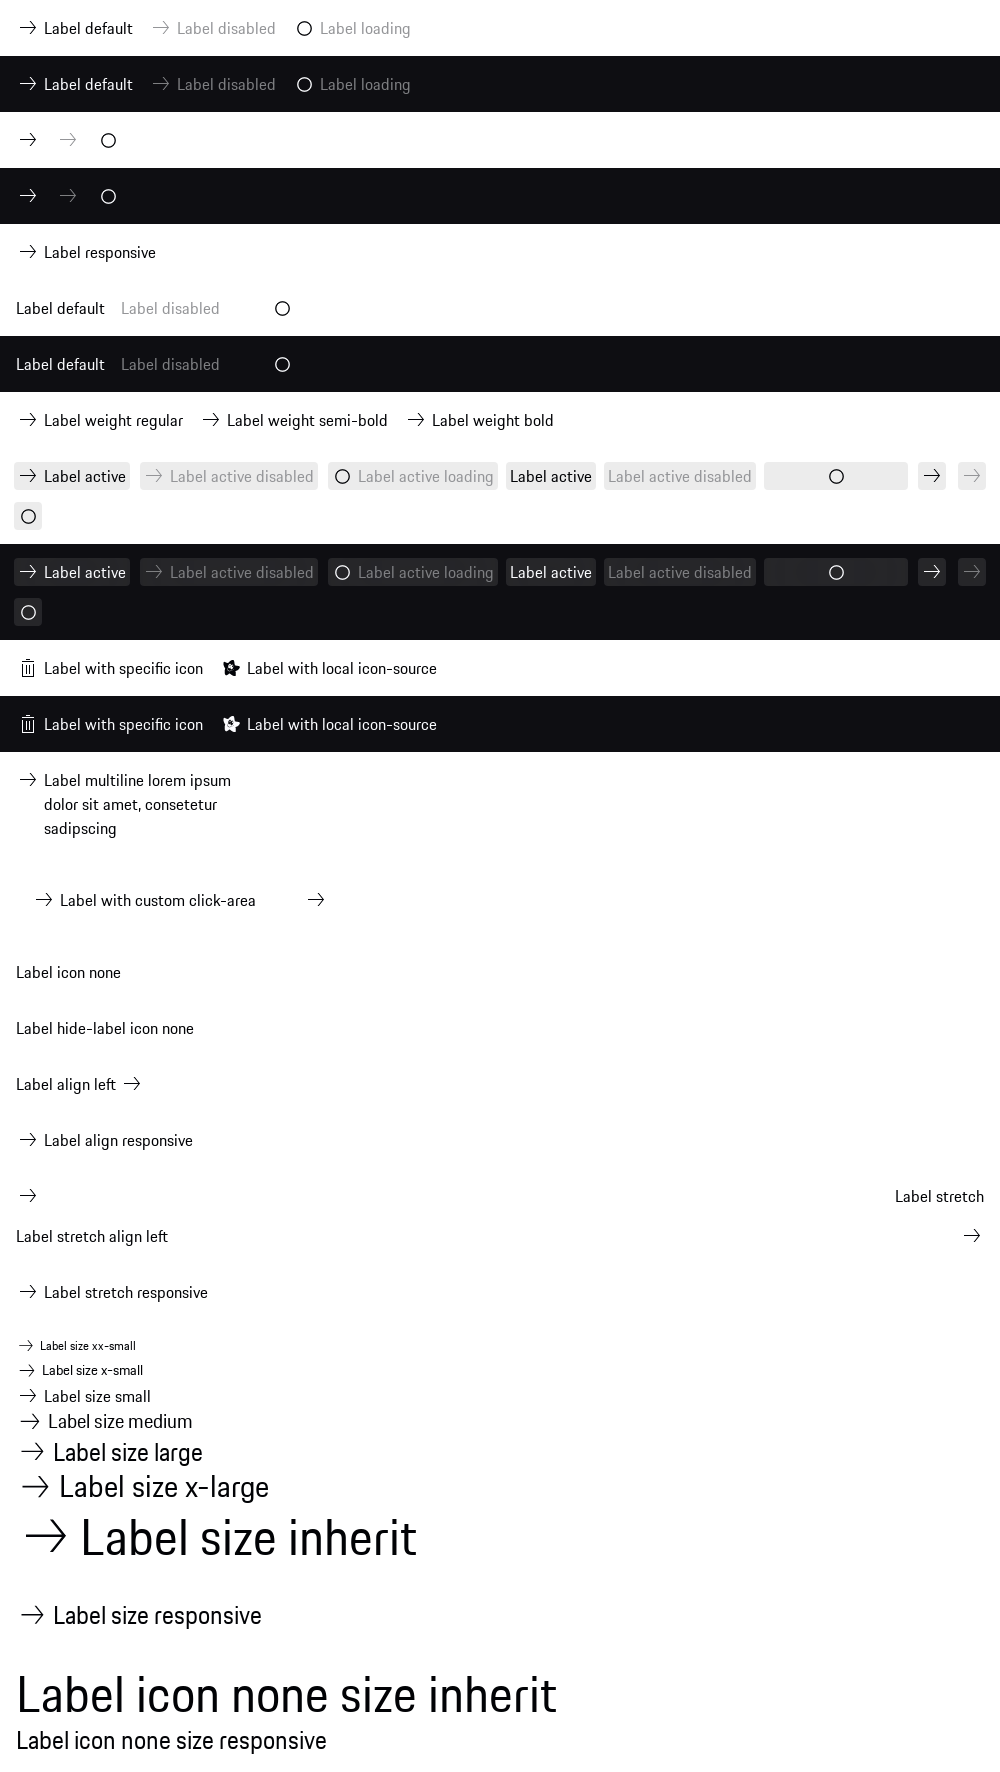 Label default Label disabled Label loading
Label default Label disabled Label loading
Label responsive
Label default Label disabled
Label default Label disabled
Label weight regular Label weight semi-bold Label weight bold
Label active Label active disabled Label active loading Label active Label active disabled
Label active Label active disabled Label active loading Label active Label active disabled
Label with specific icon Label with local icon-source
Label with specific icon Label with local icon-source
Label multiline lorem ipsum
dolor sit amet, consetetur
sadipscing
Label with custom click-area
Label icon none
Label hide-label icon none
Label align left
Label align responsive
Label stretch
Label stretch align left
Label stretch responsive
Label size xx-small
Label size x-small
Label size small
Label size medium
Label size large
Label size x-large
Label size inherit
Label size responsive
Label icon none size inherit
Label icon none size responsive